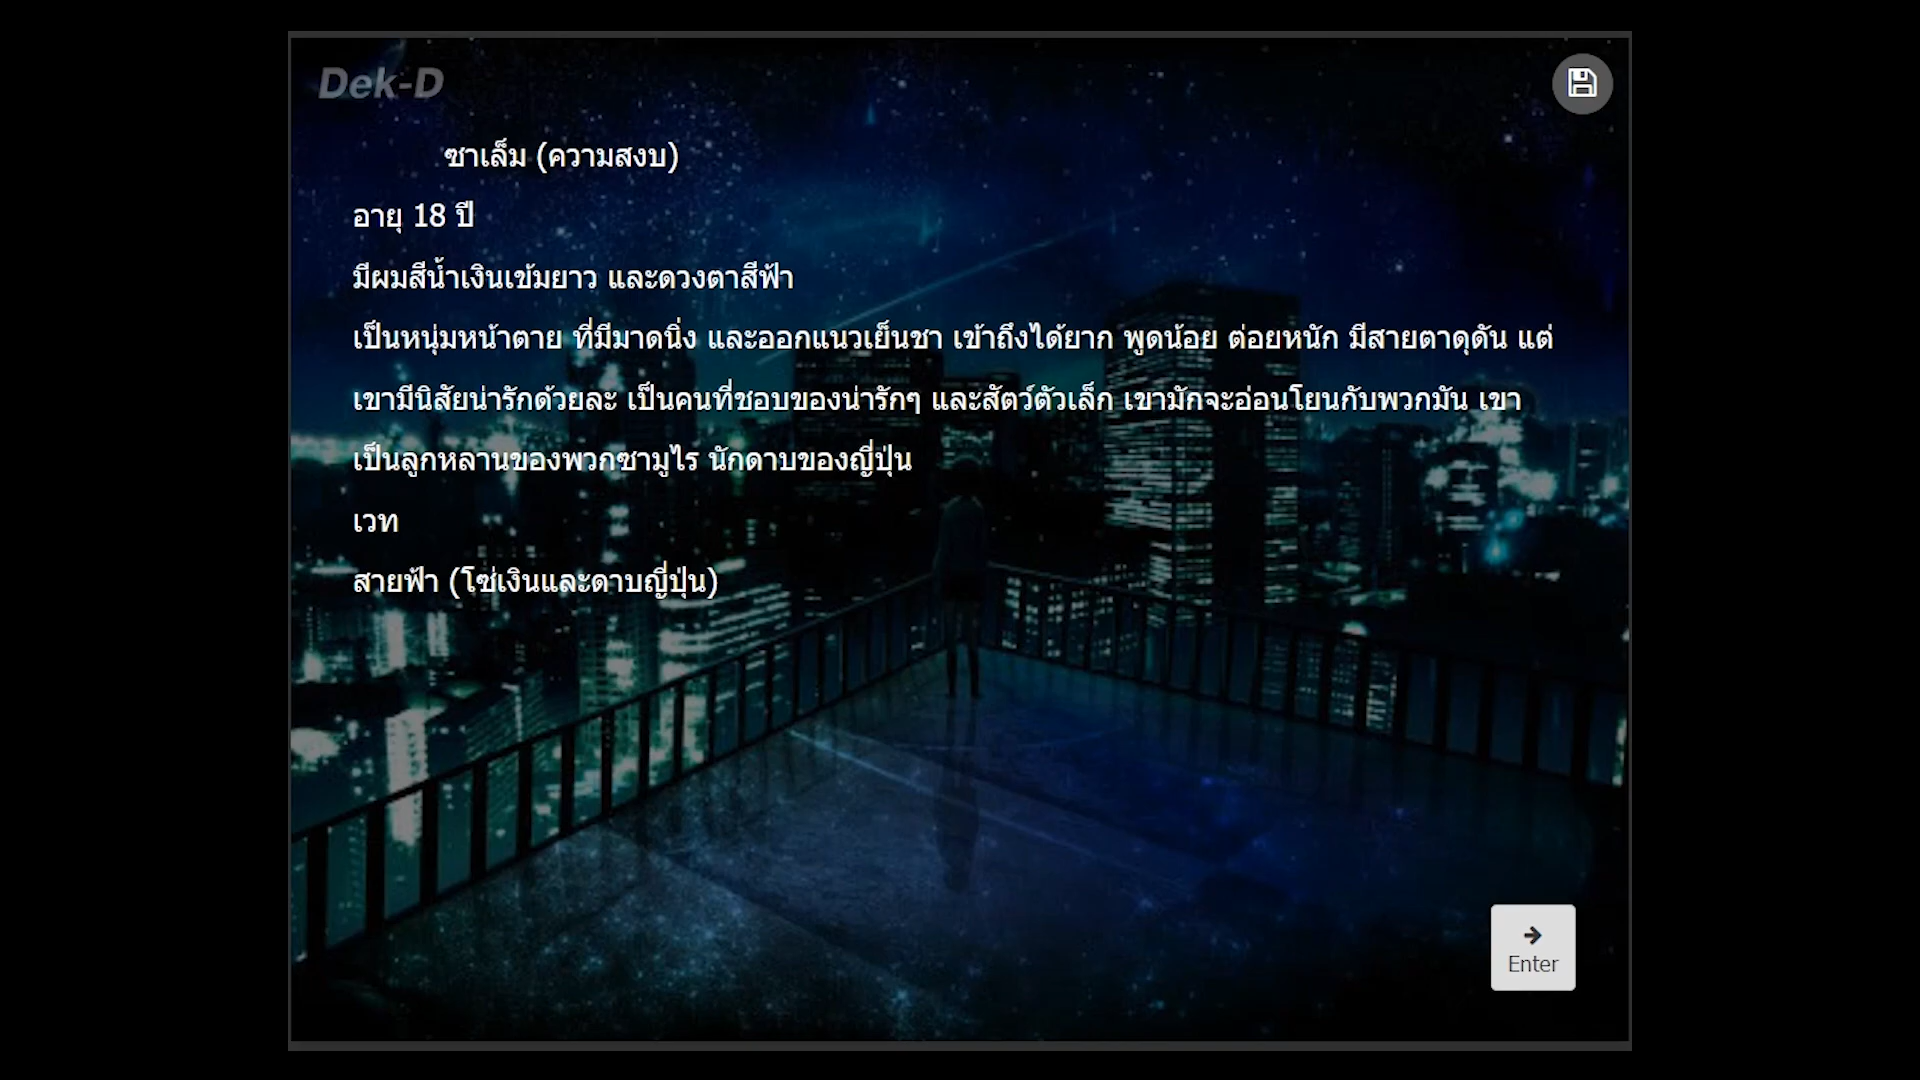 Dek-D
ซาเล็ม (ความสงบ)
อายุ 18 ปี
มีผมสีน้ำเงินเข้มยาว และดวงตาสีฟ้า
เป็นหนุ่มหน้าตาย ที่มีมาดนิ่ง และออกแนวเย็นชา เข้าถึงได้ยาก พูดน้อย ต่อยหนัก มีสายตาดุดัน แต่
เขามีนิสัยน่ารักด้วยละ เป็นคนที่ชอบของน่ารักๆ และสัตว์ตัวเล็ก เขามักจะอ่อนโยนกับพวกมัน เขา
เป็นลูกหลานของพวกซามูไร นักดาบของญี่ปุ่น
เวท
สายฟ้า (โซ่เงินและดาบญี่ปุ่น)
Enter